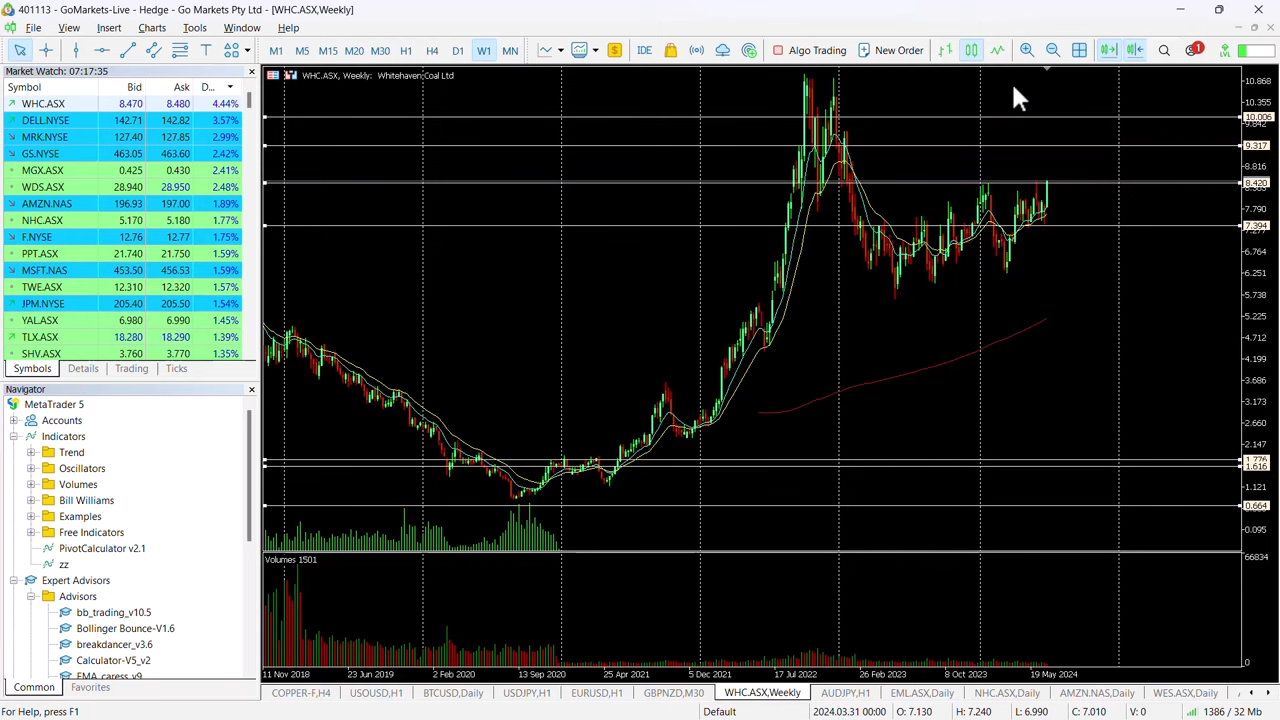 401113 - GoMarkets-Live - Hedge - Go Markets Pty Ltd - [WHC.ASX,Weekly]
File View Insert Charts Tools Window Help
M1 M5 M15 M20 M30 H1 H4 D1 W1 MN IDE Algo Trading New Order 1 LVL
Market Watch: 07:17:35
Symbol Bid Ask D...
WHC.ASX 8.470 8.480 4.44%
DELL.NYSE 142.71 142.82 3.57%
MRK.NYSE 127.40 127.85 2.99%
GS.NYSE 463.05 463.60 2.42%
MGX.ASX 0.425 0.430 2.41%
WDS.ASX 28.940 28.950 2.48%
AMZN.NAS 196.93 197.00 1.89%
NHC.ASX 5.170 5.180 1.77%
F.NYSE 12.76 12.77 1.75%
PPT.ASX 21.740 21.750 1.59%
MSFT.NAS 453.50 456.53 1.59%
TWE.ASX 12.310 12.320 1.57%
JPM.NYSE 205.40 205.50 1.54%
YAL.ASX 6.980 6.990 1.45%
TLX.ASX 18.280 18.290 1.39%
SHV.ASX 3.760 3.770 1.35%
Symbols Details Trading Ticks
Navigator
MetaTrader 5
Accounts
Indicators
Trend
Oscillators
Volumes
Bill Williams
Examples
Free Indicators
PivotCalculator v2.1
zz
Expert Advisors
Advisors
bb_trading_v10.5
Bollinger Bounce-V1.6
breakdancer_v3.6
Calculator-V5_v2
EMA_caress_v9
Common Favorites
WHC.ASX, Weekly: Whitehaven Coal Ltd
10.868
10.355
10.006
9.842
9.317
8.816
8.420
7.790
7.394
6.764
6.251
5.738
5.225
4.712
4.199
3.686
3.173
2.660
2.147
1.776
1.616
1.121
0.664
0.095
Volumes 1501
66834
0
11 Nov 2018 23 Jun 2019 2 Feb 2020 13 Sep 2020 25 Apr 2021 5 Dec 2021 17 Jul 2022 26 Feb 2023 8 Oct 2023 19 May 2024
COPPER-F,H4 USOUSD,H1 BTCUSD,Daily USDJPY,H1 EURUSD,H1 GBPNZD,M30 WHC.ASX,Weekly AUDJPY,H1 EML.ASX,Daily NHC.ASX,Daily AMZN.NAS,Daily WES.ASX,Daily
For Help, press F1 Default 2024.03.31 00:00 O: 7.130 H: 7.240 L: 6.990 C: 7.010 V: 0 1386 / 32 Mb